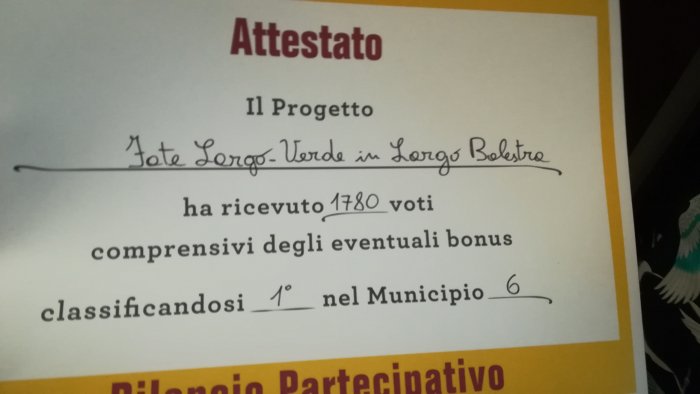 Attestato
Il Progetto
Fate Largo-Verde in Largo Balestra
ha ricevuto 1780 voti
comprensivi degli eventuali bonus
classificandosi 1° nel Municipio 6
Bilancio Partecipativo